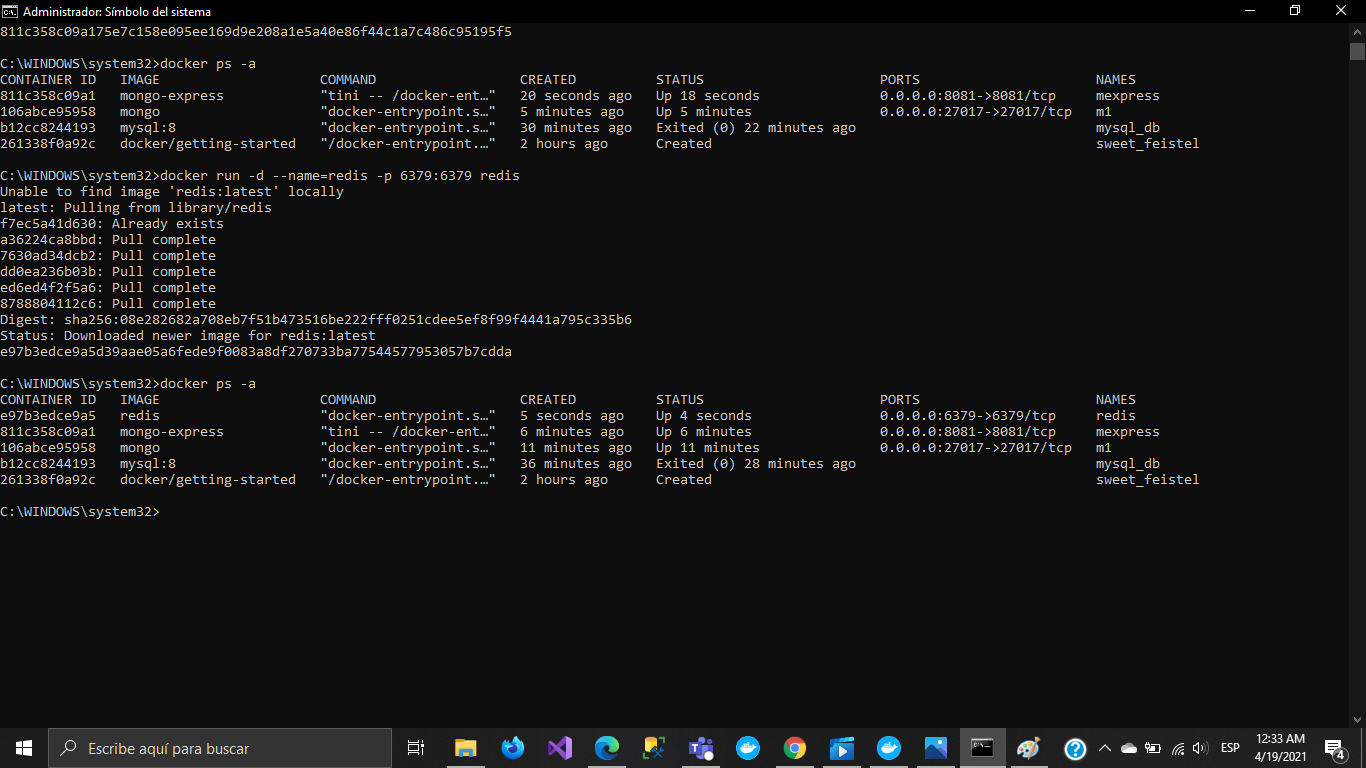 Administrador: Símbolo del sistema
811c358c09a175e7c158e095ee169d9e208a1e5a40e86f44c1a7c486c95195f5
C:\WINDOWS\system32>docker ps -a
CONTAINER ID   IMAGE                    COMMAND                  CREATED          STATUS                      PORTS                      NAMES
811c358c09a1   mongo-express            "tini -- /docker-ent…"   20 seconds ago   Up 18 seconds               0.0.0.0:8081->8081/tcp     mexpress
106abce95958   mongo                    "docker-entrypoint.s…"   5 minutes ago    Up 5 minutes                0.0.0.0:27017->27017/tcp   m1
b12cc8244193   mysql:8                  "docker-entrypoint.s…"   30 minutes ago   Exited (0) 22 minutes ago                              mysql_db
261338f0a92c   docker/getting-started   "/docker-entrypoint.…"   2 hours ago      Created                                                sweet_feistel
C:\WINDOWS\system32>docker run -d --name=redis -p 6379:6379 redis
Unable to find image 'redis:latest' locally
latest: Pulling from library/redis
f7ec5a41d630: Already exists
a36224ca8bbd: Pull complete
7630ad34dcb2: Pull complete
dd0ea236b03b: Pull complete
ed6ed4f2f5a6: Pull complete
8788804112c6: Pull complete
Digest: sha256:08e282682a708eb7f51b473516be222fff0251cdee5ef8f99f4441a795c335b6
Status: Downloaded newer image for redis:latest
e97b3edce9a5d39aae05a6fede9f0083a8df270733ba77544577953057b7cdda
C:\WINDOWS\system32>docker ps -a
CONTAINER ID   IMAGE                    COMMAND                  CREATED          STATUS                      PORTS                      NAMES
e97b3edce9a5   redis                    "docker-entrypoint.s…"   5 seconds ago    Up 4 seconds                0.0.0.0:6379->6379/tcp     redis
811c358c09a1   mongo-express            "tini -- /docker-ent…"   6 minutes ago    Up 6 minutes                0.0.0.0:8081->8081/tcp     mexpress
106abce95958   mongo                    "docker-entrypoint.s…"   11 minutes ago   Up 11 minutes               0.0.0.0:27017->27017/tcp   m1
b12cc8244193   mysql:8                  "docker-entrypoint.s…"   36 minutes ago   Exited (0) 28 minutes ago                              mysql_db
261338f0a92c   docker/getting-started   "/docker-entrypoint.…"   2 hours ago      Created                                                sweet_feistel
C:\WINDOWS\system32>
Escribe aquí para buscar
ESP
12:33 AM
4/19/2021
4